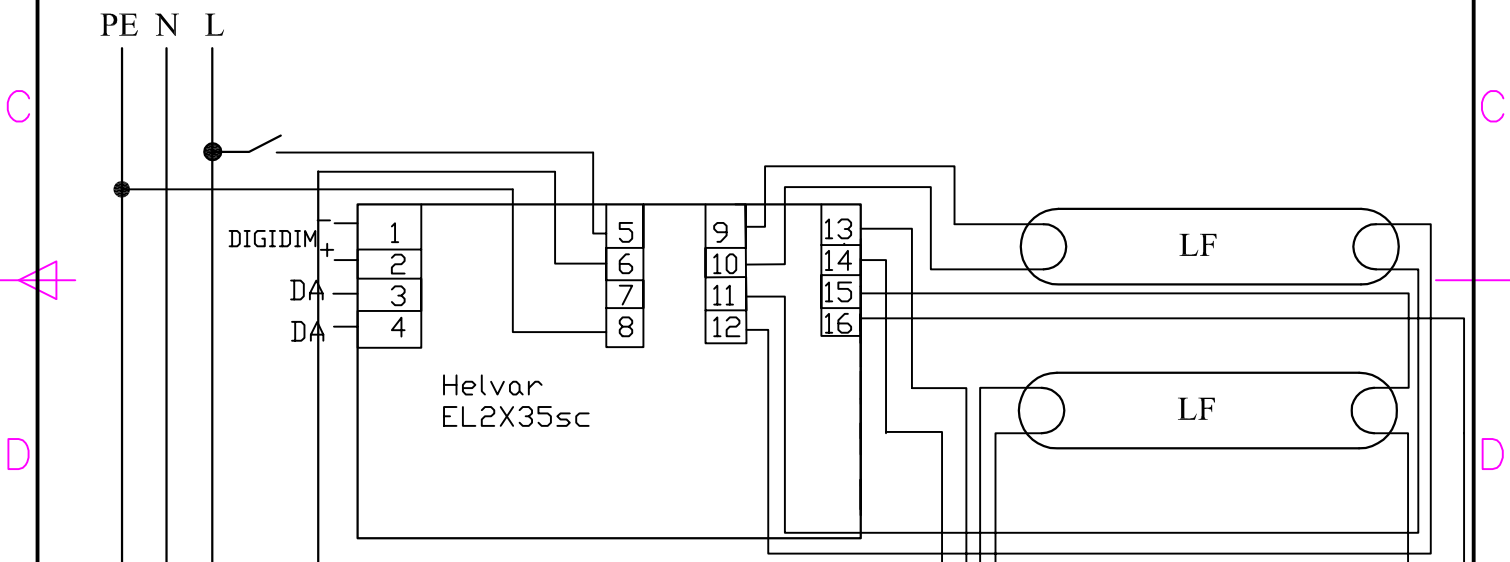 PE N L
C C
DIGIDIM - +
DA
DA
1 5 9 13
2 6 10 14
3 7 11 15
4 8 12 16
LF
Helvar
EL2X35sc
LF
D D